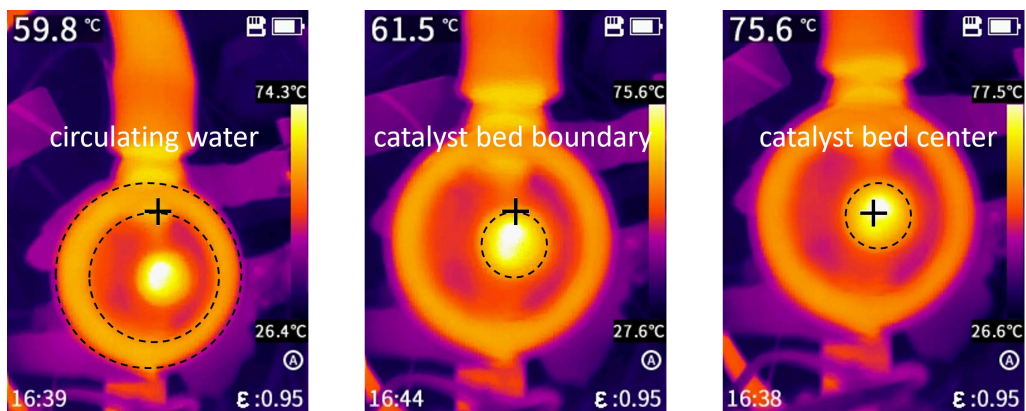 59.8 °C
74.3°C
circulating water
26.4°C
A
16:39
ε :0.95
61.5 °C
75.6°C
catalyst bed boundary
27.6°C
A
16:44
ε :0.95
75.6 °C
77.5°C
catalyst bed center
26.6°C
A
16:38
ε :0.95